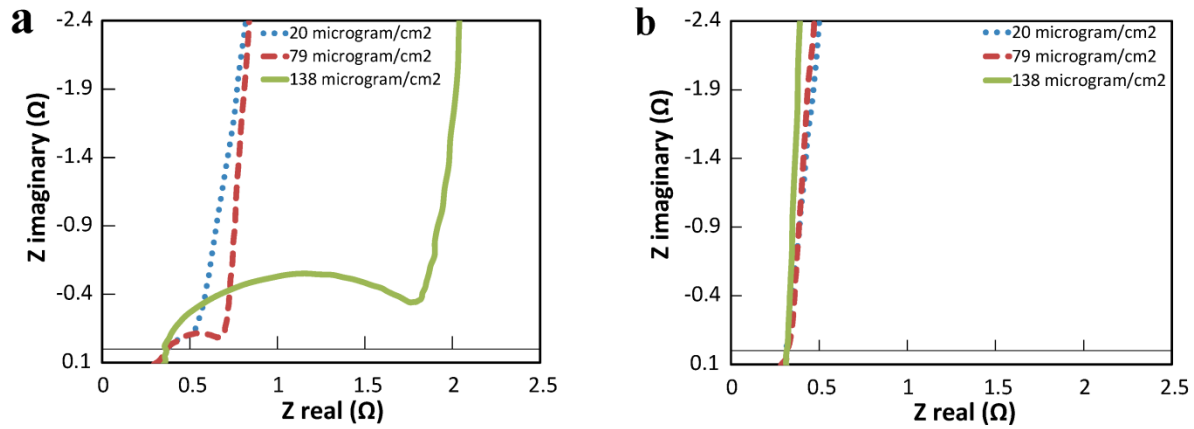 a
-2.4
-1.9
-1.4
-0.9
-0.4
0.1
Z imaginary (Ω)
20 microgram/cm2
79 microgram/cm2
138 microgram/cm2
0
0.5
1
1.5
2
2.5
Z real (Ω)
b
-2.4
-1.9
-1.4
-0.9
-0.4
0.1
Z imaginary (Ω)
20 microgram/cm2
79 microgram/cm2
138 microgram/cm2
0
0.5
1
1.5
2
2.5
Z real (Ω)